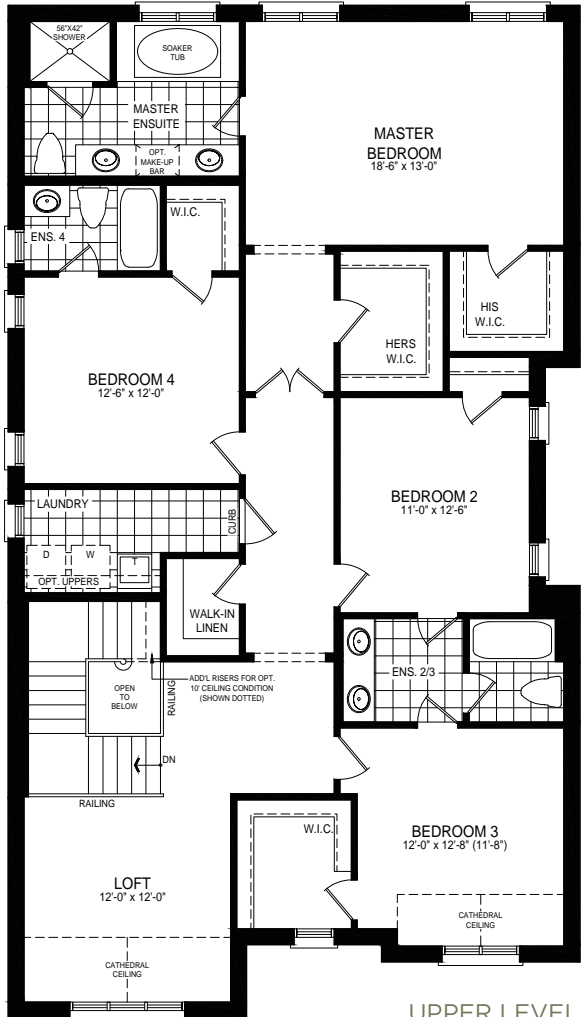 56"X42"
SHOWER
SOAKER
TUB
MASTER
ENSUITE
OPT.
MAKE-UP
BAR
MASTER
BEDROOM
18'-6" x 13'-0"
ENS. 4
W.I.C.
HERS
W.I.C.
HIS
W.I.C.
BEDROOM 4
12'-6" x 12'-0"
BEDROOM 2
11'-0" x 12'-6"
LAUNDRY
D
W
T
OPT. UPPERS
CURB
WALK-IN
LINEN
ENS. 2/3
OPEN
TO
BELOW
RAILING
ADD'L RISERS FOR OPT.
10' CEILING CONDITION
(SHOWN DOTTED)
DN
RAILING
W.I.C.
BEDROOM 3
12'-0" x 12'-8" (11'-8")
LOFT
12'-0" x 12'-0"
CATHEDRAL
CEILING
CATHEDRAL
CEILING
UPPER LEVEL